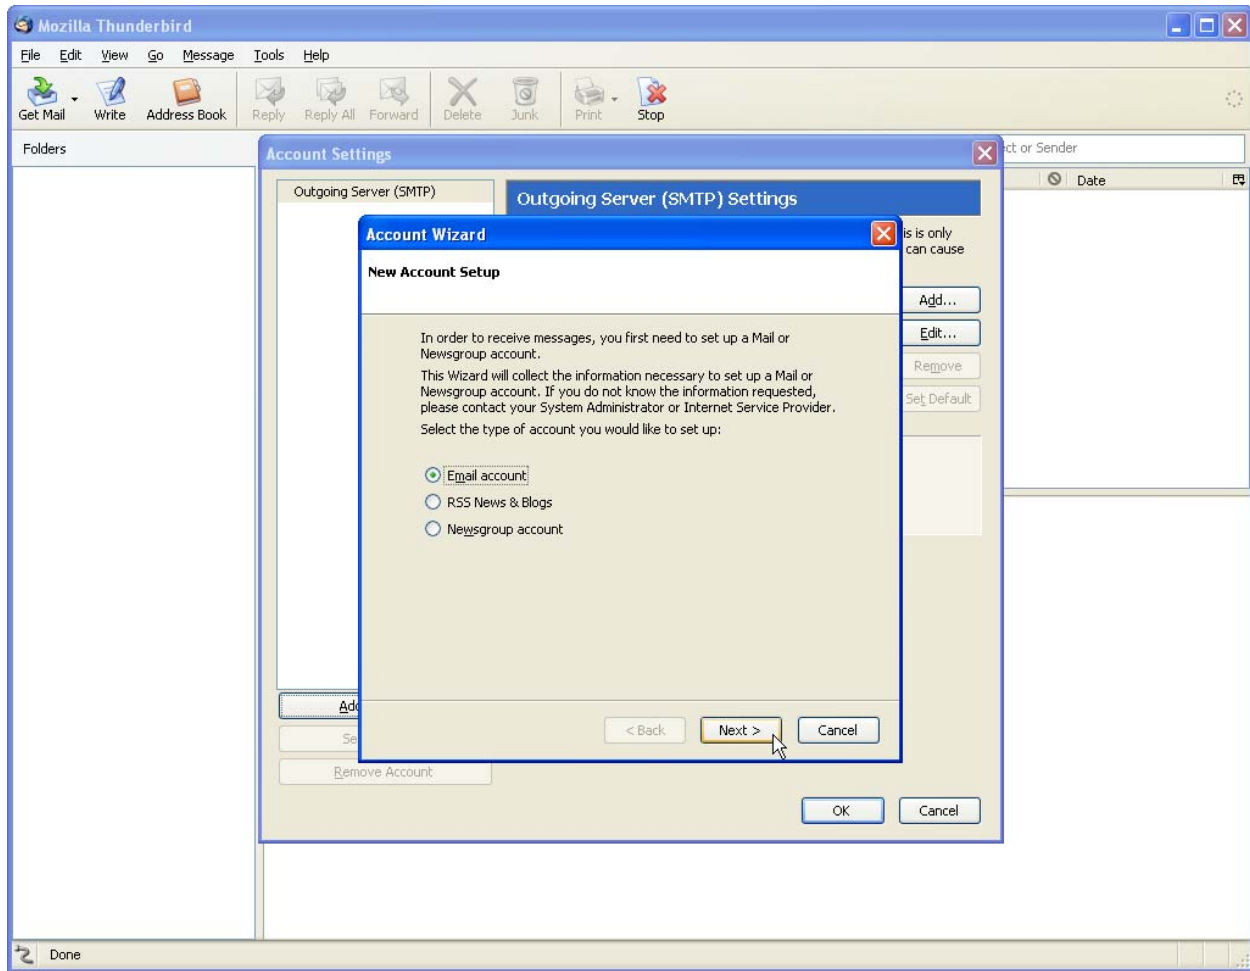 Mozilla Thunderbird
File Edit View Go Message Tools Help
Get Mail Write Address Book Reply Reply All Forward Delete Junk Print Stop
Folders
ct or Sender
Date
Account Settings
Outgoing Server (SMTP)
Outgoing Server (SMTP) Settings
is is only
can cause
Add...
Edit...
Remove
Set Default
Account Wizard
New Account Setup
In order to receive messages, you first need to set up a Mail or
Newsgroup account.
This Wizard will collect the information necessary to set up a Mail or
Newsgroup account. If you do not know the information requested,
please contact your System Administrator or Internet Service Provider.
Select the type of account you would like to set up:
Email account
RSS News & Blogs
Newsgroup account
< Back Next > Cancel
Add
Se
Remove Account
OK Cancel
Done